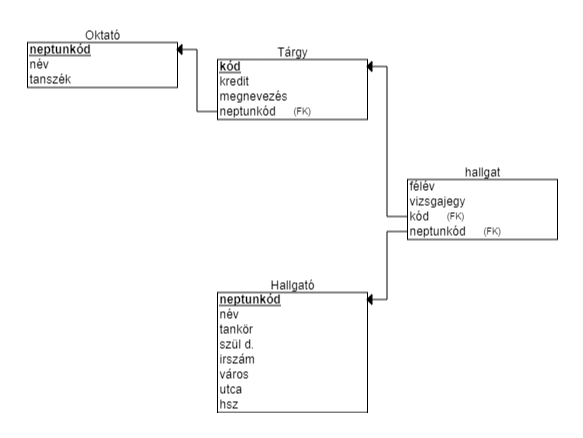 Oktató
neptunkód
név
tanszék
Tárgy
kód
kredit
megnevezés
neptunkód (FK)
hallgat
félév
vizsgajegy
kód (FK)
neptunkód (FK)
Hallgató
neptunkód
név
tankör
szül d.
irszám
város
utca
hsz